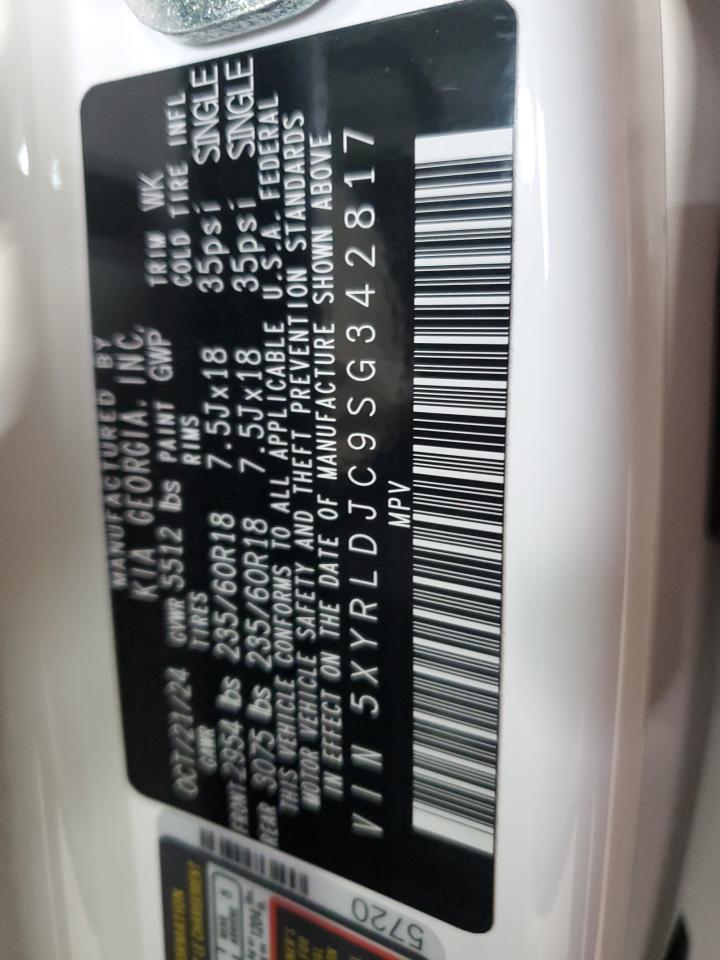 MANUFACTURED BY
KIA GEORGIA. INC.
OCT/21/24 GVWR 5512 lbs PAINT GWP TRIM WK
GAWR TIRES RIMS COLD TIRE INFL
FRONT 2954 lbs 235/60R18 7.5Jx18 35psi SINGLE
REAR 3075 lbs 235/60R18 7.5Jx18 35psi SINGLE
THIS VEHICLE CONFORMS TO ALL APPLICABLE U.S.A. FEDERAL
MOTOR VEHICLE SAFETY AND THEFT PREVENTION STANDARDS
IN EFFECT ON THE DATE OF MANUFACTURE SHOWN ABOVE
VIN 5XYRLDJC9SG342817
MPV
5720
LE CHARGEMENT